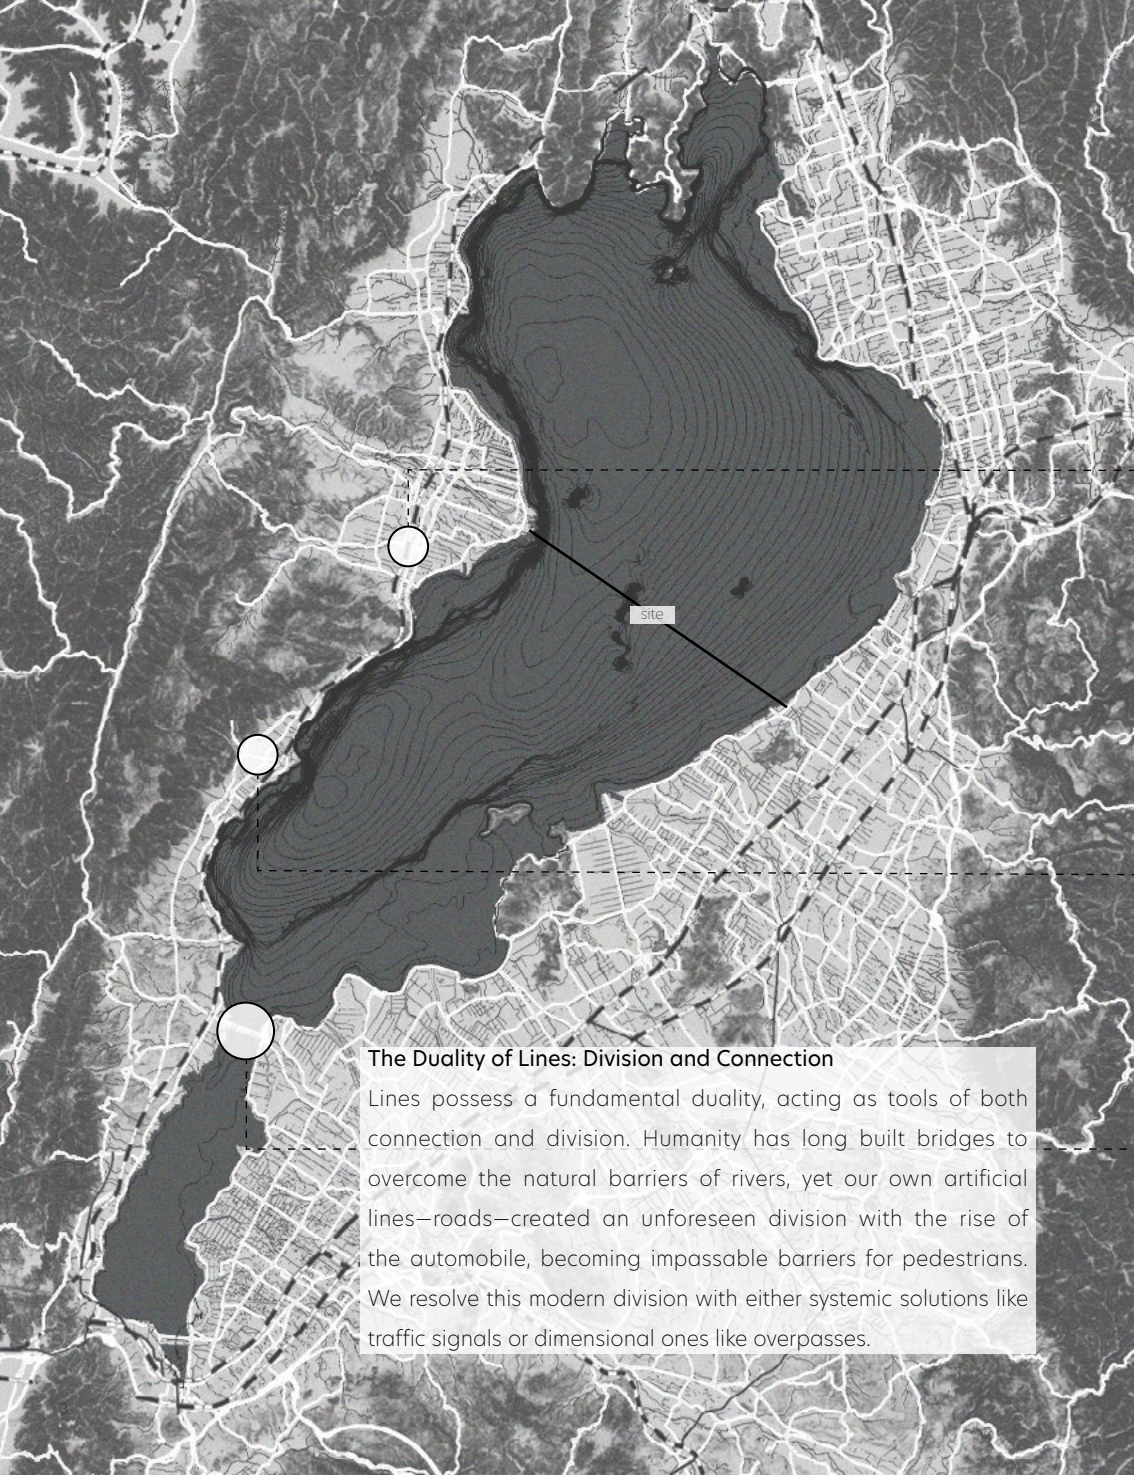 site
The Duality of Lines: Division and Connection
Lines possess a fundamental duality, acting as tools of both
connection and division. Humanity has long built bridges to
overcome the natural barriers of rivers, yet our own artificial
lines—roads—created an unforeseen division with the rise of
the automobile, becoming impassable barriers for pedestrians.
We resolve this modern division with either systemic solutions like
traffic signals or dimensional ones like overpasses.